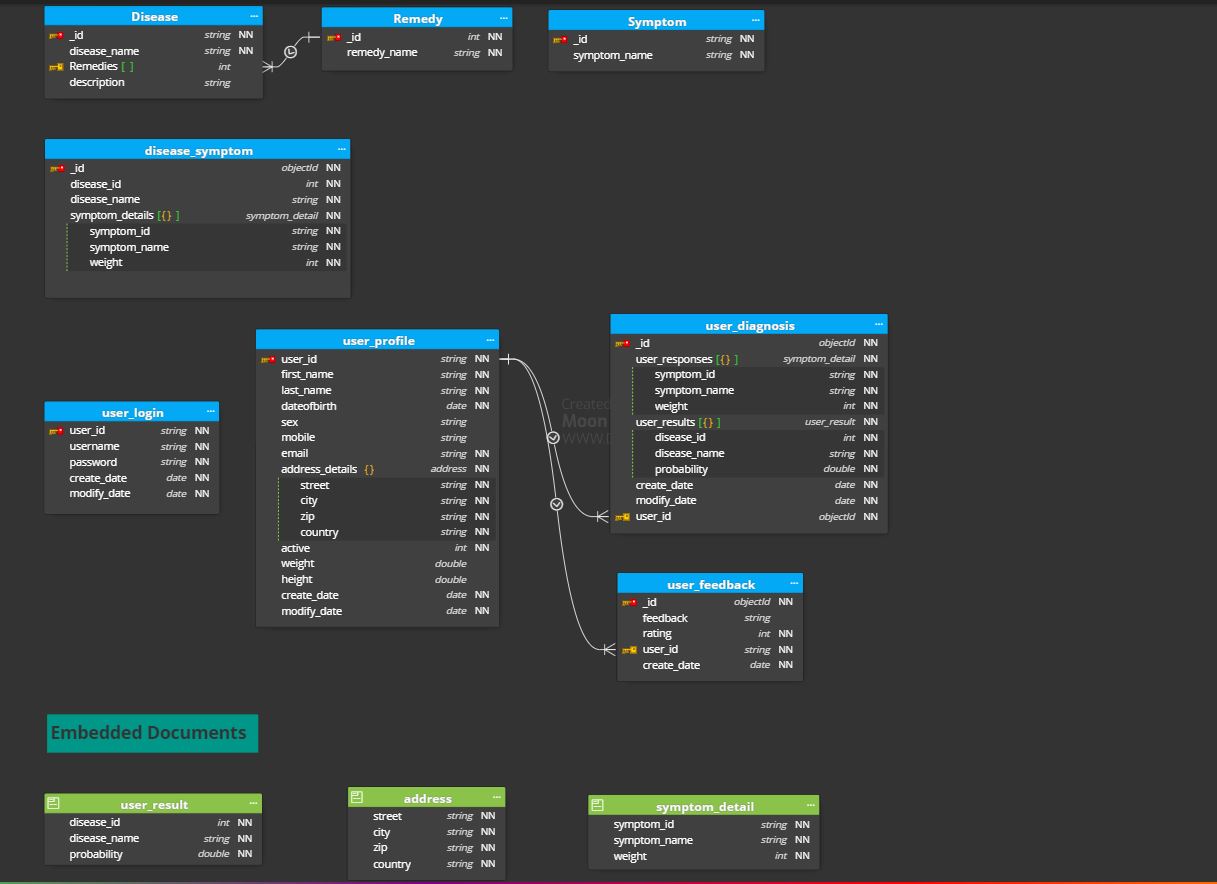 Disease ...
_id string NN
disease_name string NN
Remedies [ ] int
description string
Remedy ...
_id int NN
remedy_name string NN
Symptom ...
_id string NN
symptom_name string NN
disease_symptom ...
_id objectId NN
disease_id int NN
disease_name string NN
symptom_details [{} ] symptom_detail NN
symptom_id string NN
symptom_name string NN
weight int NN
user_login ...
user_id string NN
username string NN
password string NN
create_date date NN
modify_date date NN
user_profile ...
user_id string NN
first_name string NN
last_name string NN
dateofbirth date NN
sex string
mobile string
email string NN
address_details {} address NN
street string NN
city string NN
zip string NN
country string NN
active int NN
weight double
height double
create_date date NN
modify_date date NN
Created
Moon
WWW.D
user_diagnosis ...
_id objectId NN
user_responses [{} ] symptom_detail NN
symptom_id string NN
symptom_name string NN
weight int NN
user_results [{} ] user_result NN
disease_id int NN
disease_name string NN
probability double NN
create_date date NN
modify_date date NN
user_id objectId NN
user_feedback ...
_id objectId NN
feedback string
rating int NN
user_id string NN
create_date date NN
Embedded Documents
user_result ...
disease_id int NN
disease_name string NN
probability double NN
address ...
street string NN
city string NN
zip string NN
country string NN
symptom_detail ...
symptom_id string NN
symptom_name string NN
weight int NN